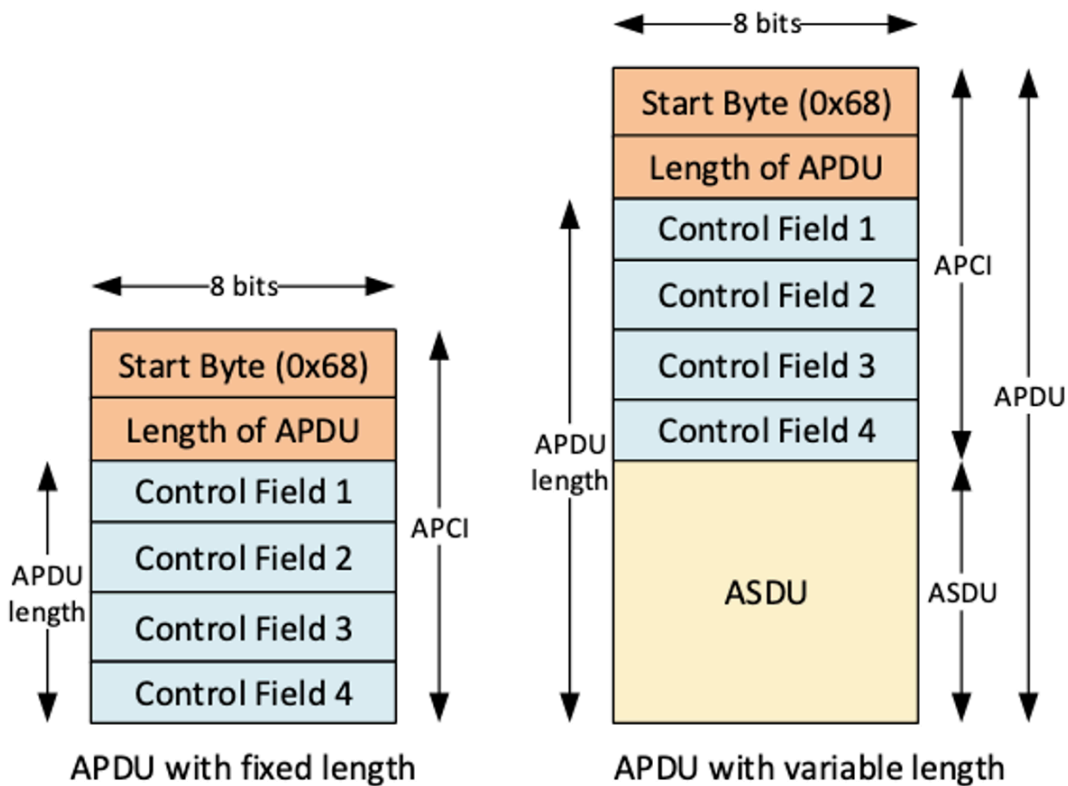 8 bits
Start Byte (0x68)
Length of APDU
Control Field 1
Control Field 2
Control Field 3
Control Field 4
APDU
length
APCI
APDU with fixed length
8 bits
Start Byte (0x68)
Length of APDU
Control Field 1
Control Field 2
Control Field 3
Control Field 4
ASDU
APDU
length
APCI
ASDU
APDU
APDU with variable length